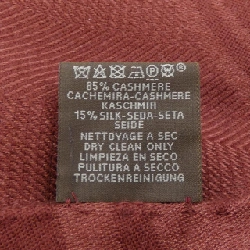 85% CASHMERE
CACHEMIRA-CASHMERE
KASCHMIR
15% SILK-SEDA-SETA
SEIDE
NETTOYAGE A SEC
DRY CLEAN ONLY
LIMPIEZA EN SECO
PULITURA A SECCO
TROCKENREINIGUNG